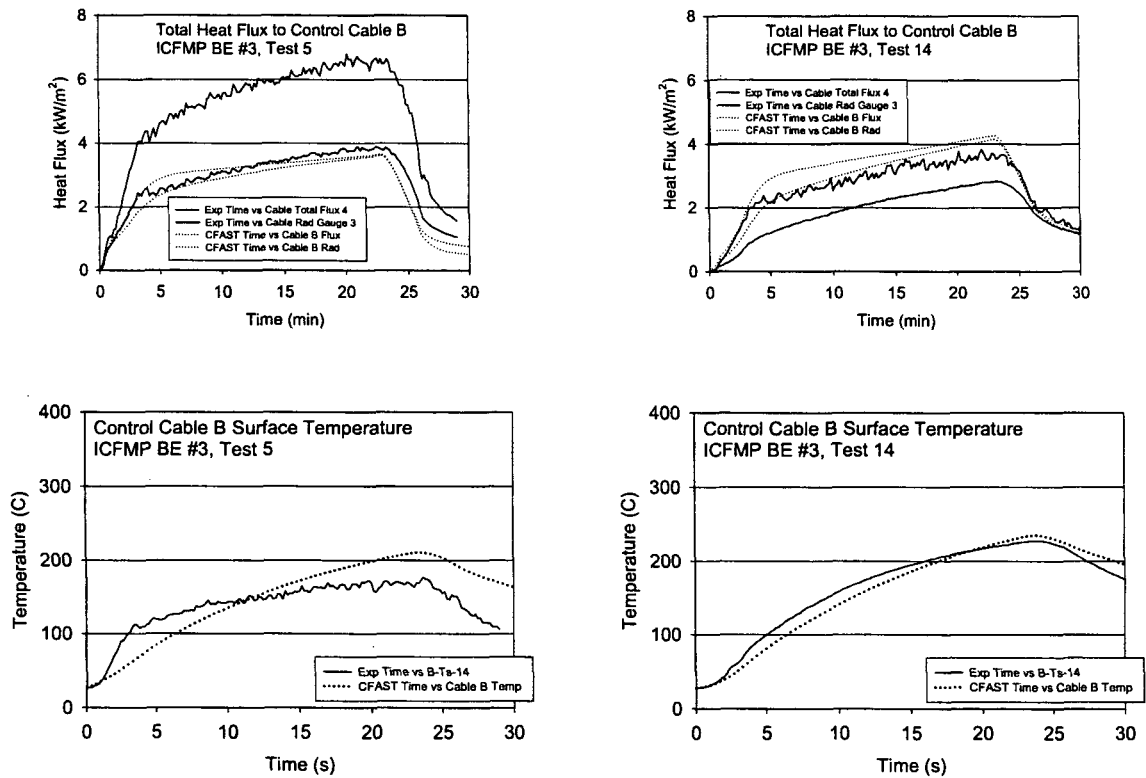 Total Heat Flux to Control Cable B
ICFMP BE #3, Test 5
Heat Flux (kW/m²)
8
6
4
2
0
Exp Time vs Cable Total Flux 4
Exp Time vs Cable Rad Gauge 3
CFAST Time vs Cable B Flux
CFAST Time vs Cable B Rad
0 5 10 15 20 25 30
Time (min)
Total Heat Flux to Control Cable B
ICFMP BE #3, Test 14
Heat Flux (kW/m²)
8
6
4
2
0
Exp Time vs Cable Total Flux 4
Exp Time vs Cable Rad Gauge 3
CFAST Time vs Cable B Flux
CFAST Time vs Cable B Rad
0 5 10 15 20 25 30
Time (min)
Control Cable B Surface Temperature
ICFMP BE #3, Test 5
Temperature (C)
400
300
200
100
0
Exp Time vs B-Ts-14
CFAST Time vs Cable B Temp
0 5 10 15 20 25 30
Time (s)
Control Cable B Surface Temperature
ICFMP BE #3, Test 14
Temperature (C)
400
300
200
100
0
Exp Time vs B-Ts-14
CFAST Time vs Cable B Temp
0 5 10 15 20 25 30
Time (s)